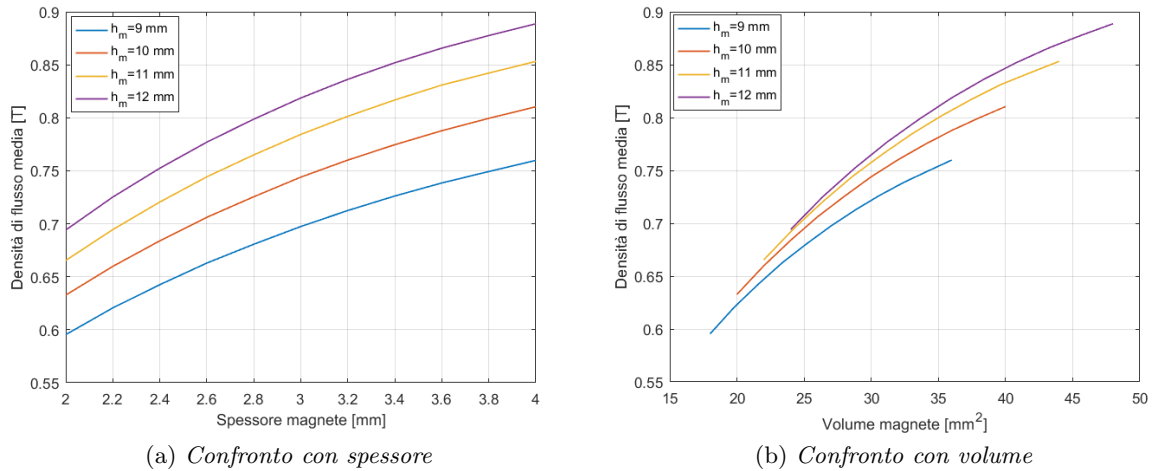 0.9
0.85
0.8
0.75
0.7
0.65
0.6
0.55
Densità di flusso media [T]
h_m=9 mm
h_m=10 mm
h_m=11 mm
h_m=12 mm
2 2.2 2.4 2.6 2.8 3 3.2 3.4 3.6 3.8 4
Spessore magnete [mm]
(a) Confronto con spessore
0.9
0.85
0.8
0.75
0.7
0.65
0.6
0.55
Densità di flusso media [T]
h_m=9 mm
h_m=10 mm
h_m=11 mm
h_m=12 mm
15 20 25 30 35 40 45 50
Volume magnete [mm²]
(b) Confronto con volume